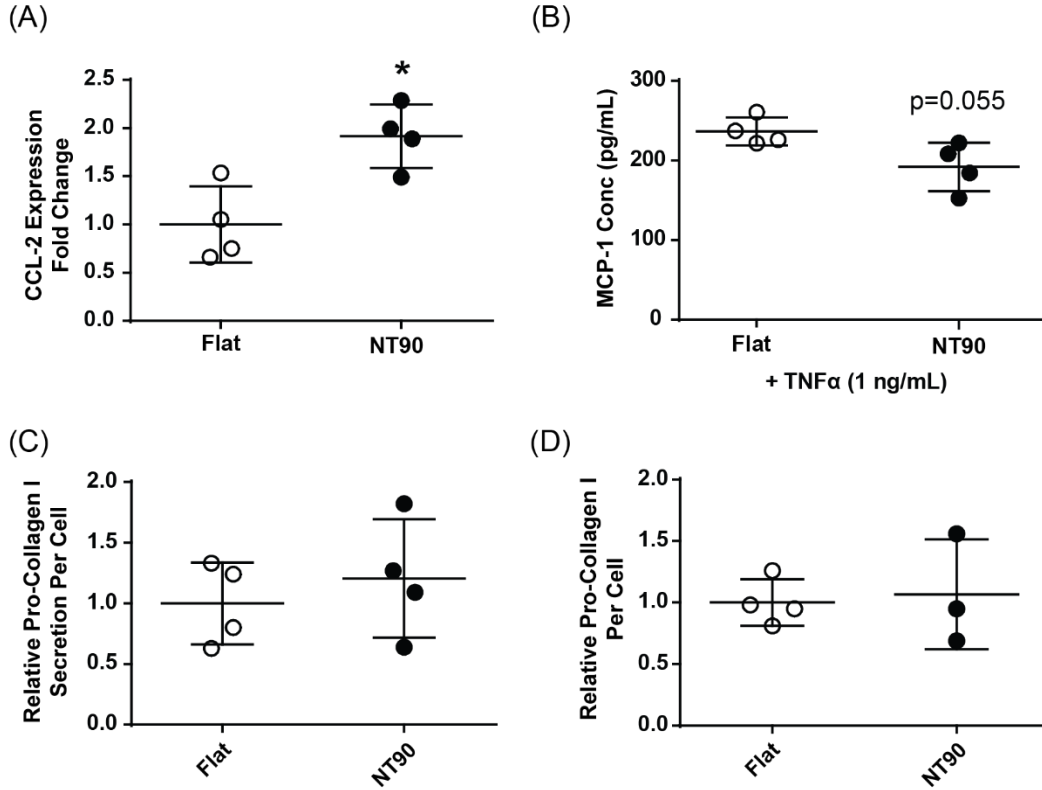 (A)
CCL-2 Expression
Fold Change
2.5
2.0
1.5
1.0
0.5
0.0
*
Flat
NT90
(B)
MCP-1 Conc (pg/mL)
300
200
100
0
p=0.055
Flat
NT90
+ TNFα (1 ng/mL)
(C)
Relative Pro-Collagen I
Secretion Per Cell
2.0
1.5
1.0
0.5
0.0
Flat
NT90
(D)
Relative Pro-Collagen I
Per Cell
2.0
1.5
1.0
0.5
0.0
Flat
NT90